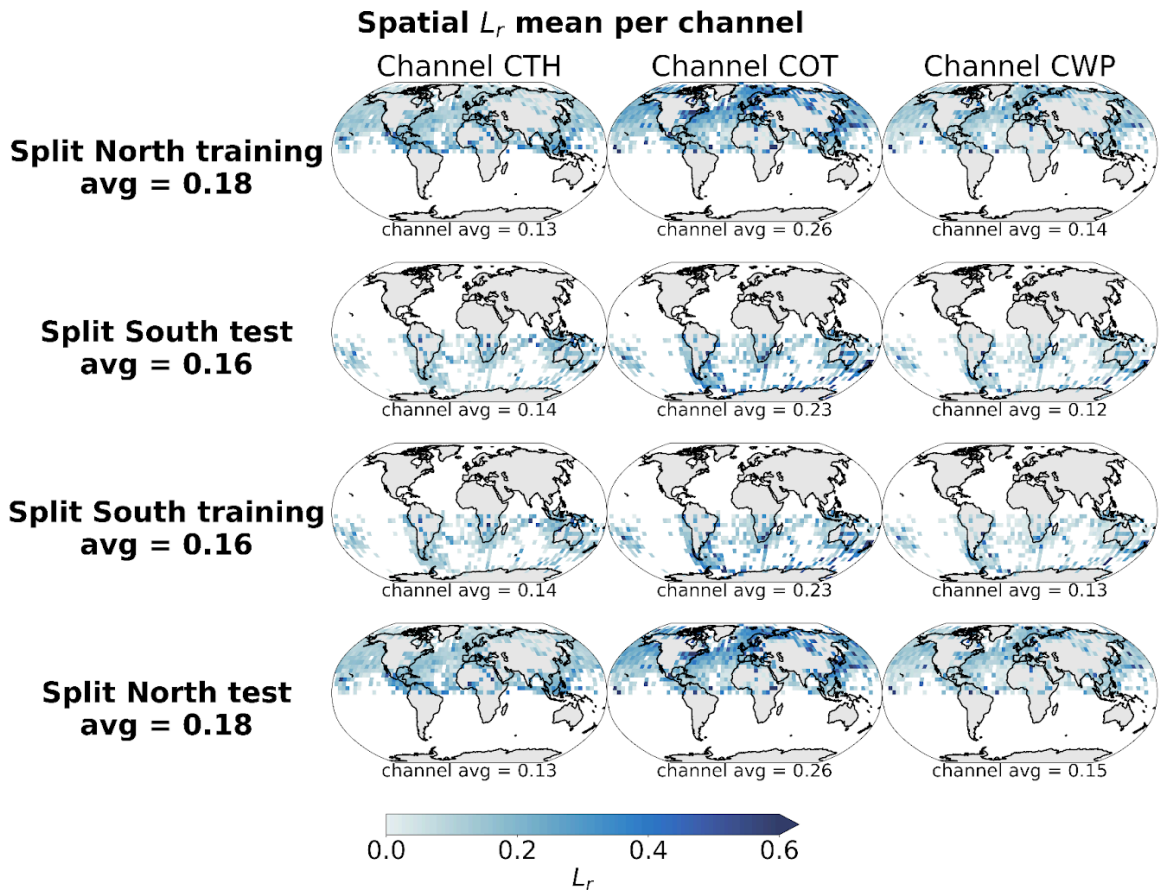 Spatial L_r mean per channel
Channel CTH Channel COT Channel CWP
Split North training
avg = 0.18
channel avg = 0.13 channel avg = 0.26 channel avg = 0.14
Split South test
avg = 0.16
channel avg = 0.14 channel avg = 0.23 channel avg = 0.12
Split South training
avg = 0.16
channel avg = 0.14 channel avg = 0.23 channel avg = 0.13
Split North test
avg = 0.18
channel avg = 0.13 channel avg = 0.26 channel avg = 0.15
0.0 0.2 0.4 0.6
L_r